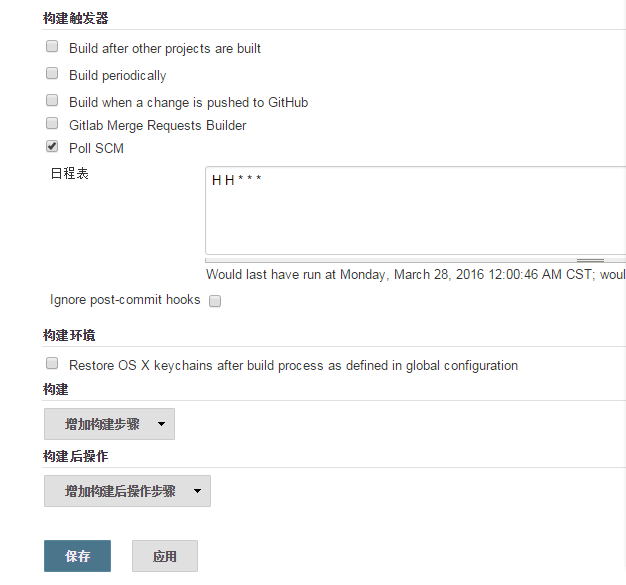 构建触发器
Build after other projects are built
Build periodically
Build when a change is pushed to GitHub
Gitlab Merge Requests Builder
Poll SCM
日程表
H H * * *
Would last have run at Monday, March 28, 2016 12:00:46 AM CST; woul
Ignore post-commit hooks
构建环境
Restore OS X keychains after build process as defined in global configuration
构建
增加构建步骤
构建后操作
增加构建后操作步骤
保存 应用